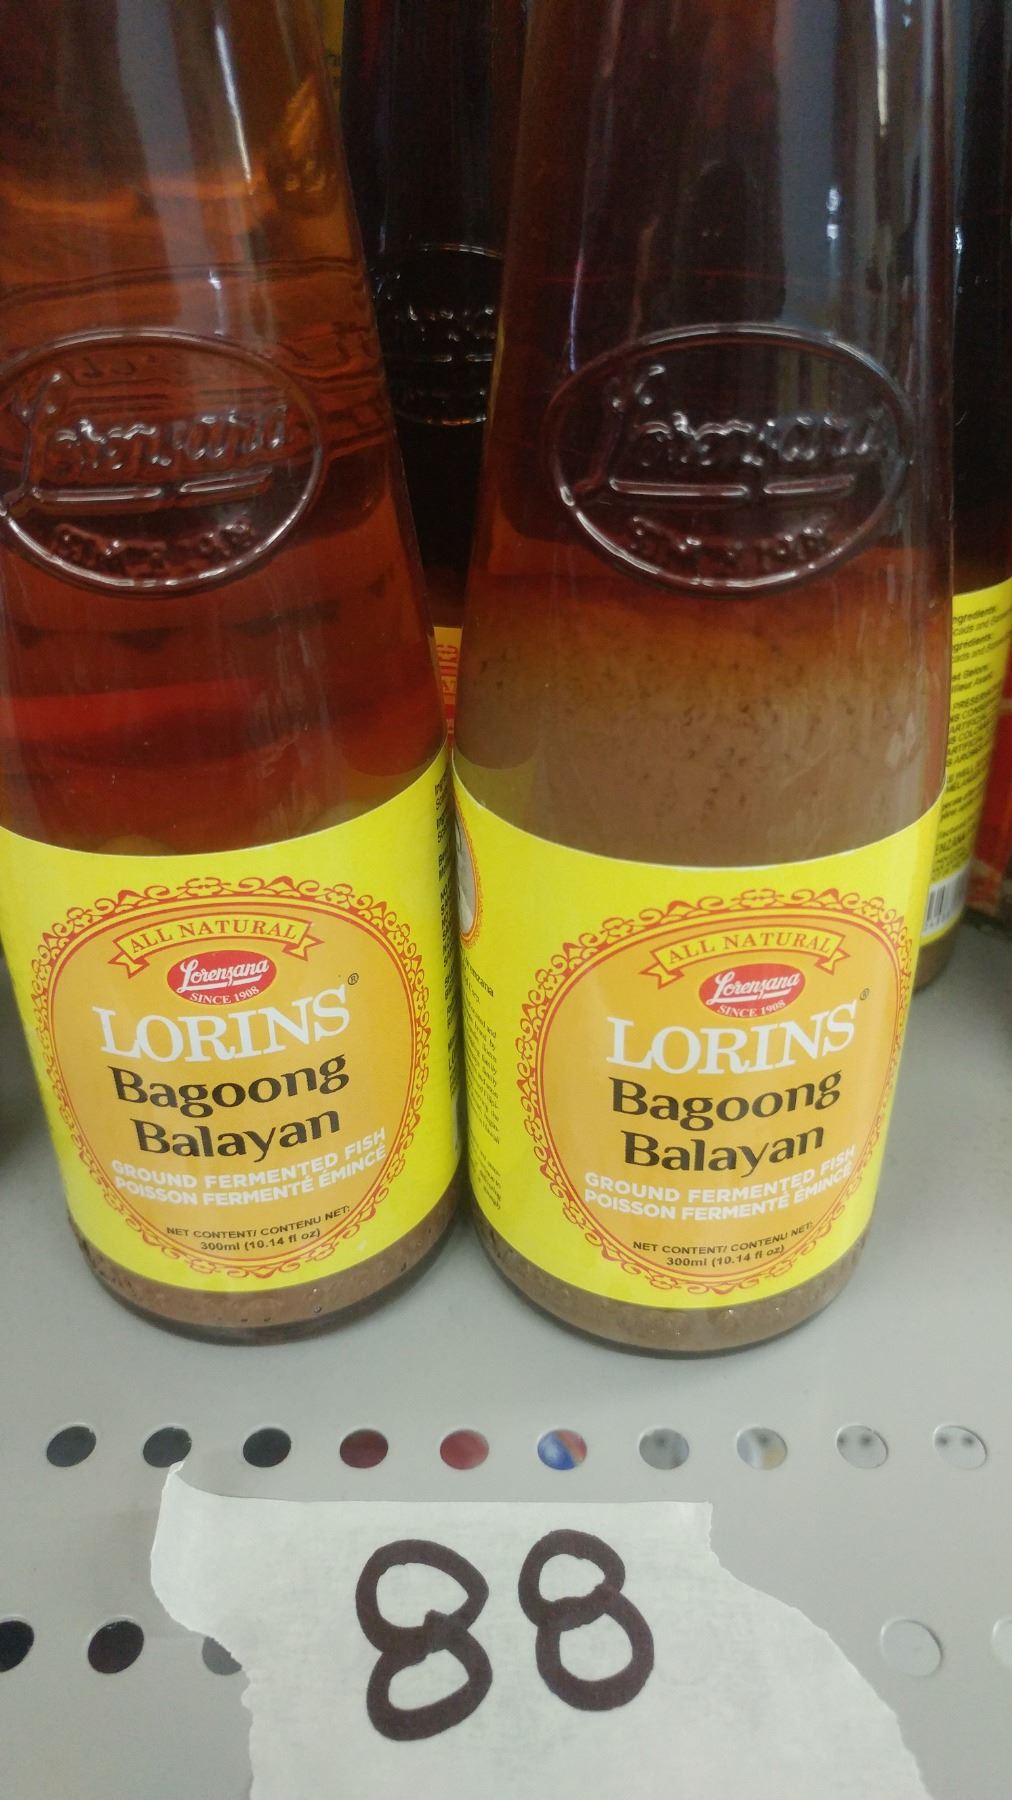 Lorenzana
Lorenzana
ALL NATURAL
Lorenzana
SINCE 1908
LORINS®
Bagoong
Balayan
GROUND FERMENTED FISH
POISSON FERMENTÉ ÉMINCÉ
NET CONTENT/ CONTENU NET:
300ml (10.14 fl oz)
ALL NATURAL
Lorenzana
SINCE 1908
LORINS®
Bagoong
Balayan
GROUND FERMENTED FISH
POISSON FERMENTÉ ÉMINCÉ
NET CONTENT/ CONTENU NET:
300ml (10.14 fl oz)
88